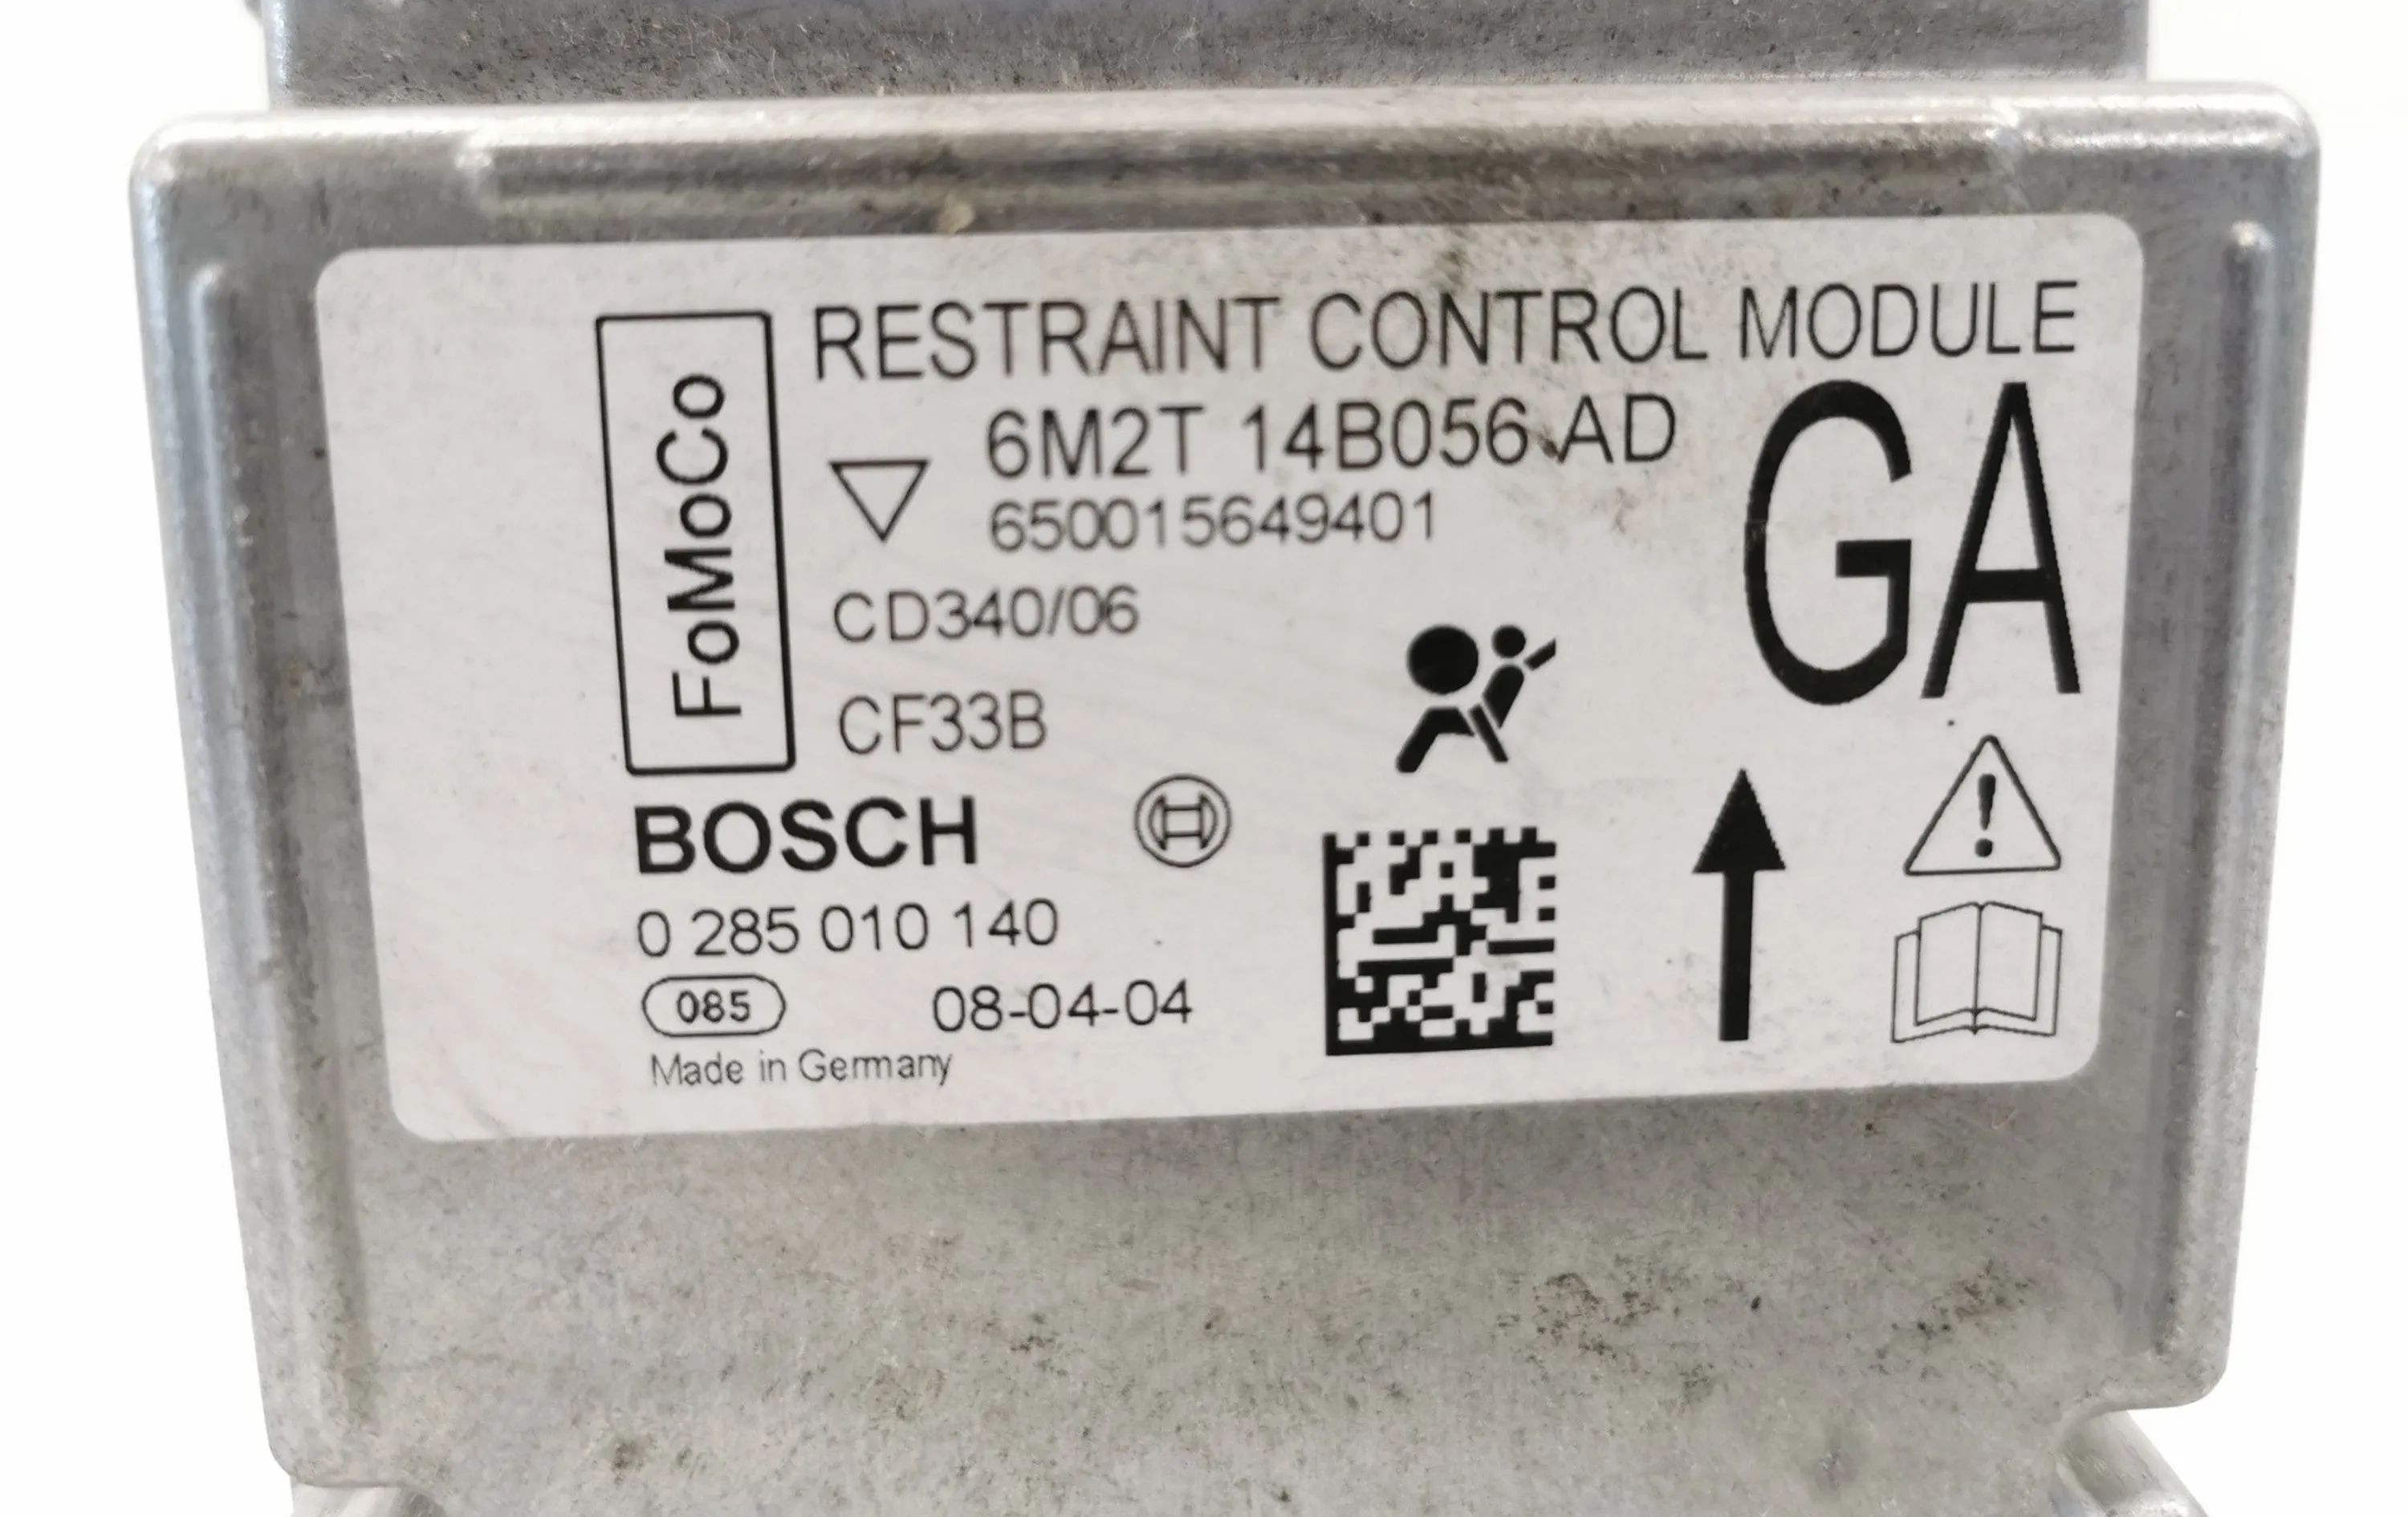 RESTRAINT CONTROL MODULE
FoMoCo
6M2T 14B056 AD
GA
650015649401
CD340/06
CF33B
BOSCH
0 285 010 140
085 08-04-04
Made in Germany